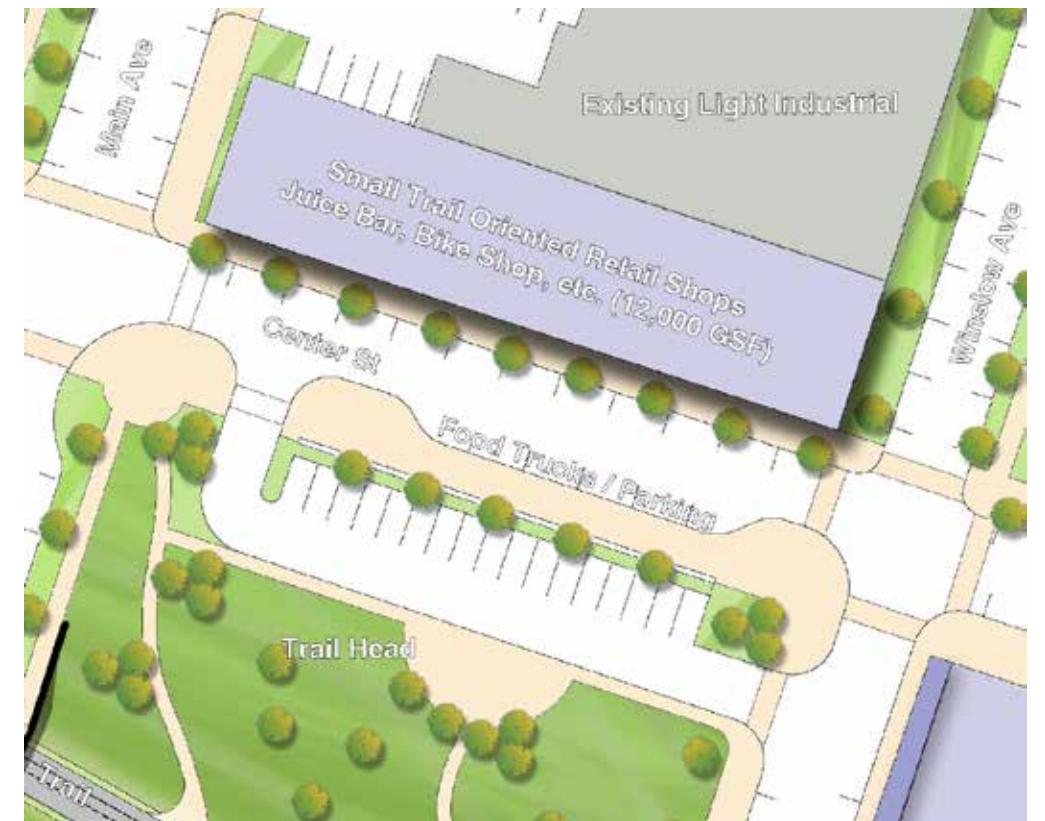 Main Ave
Existing Light Industrial
Small Trail Oriented Retail Shops
Juice Bar, Bike Shop, etc. (12,000 GSF)
Winslow Ave
Center St
Food Trucks / Parking
Trail Head
Trail